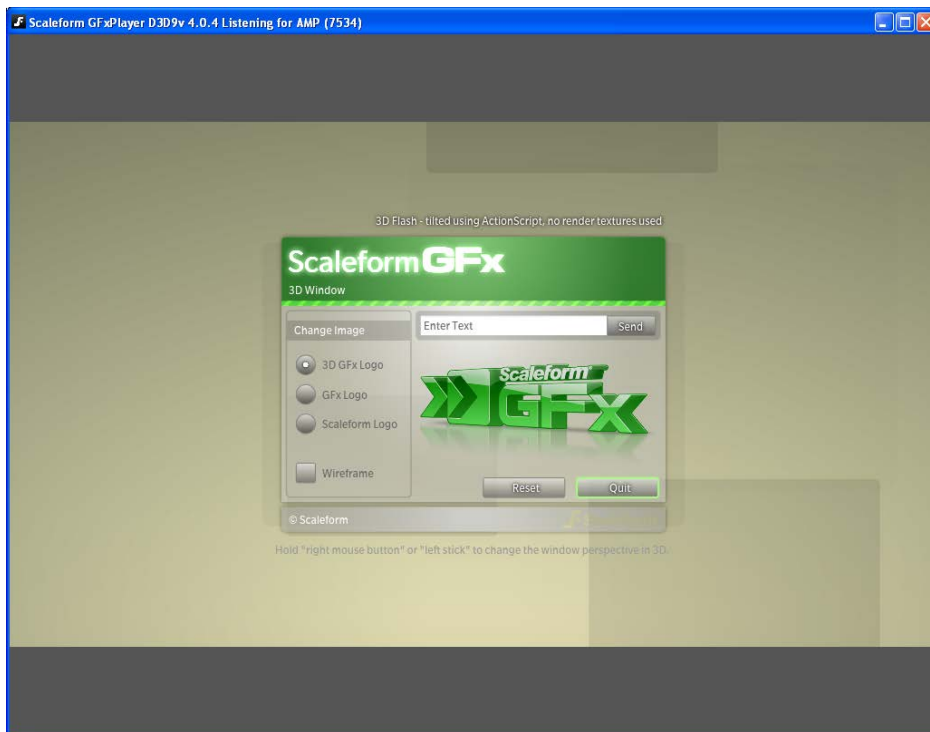 Scaleform GFxPlayer D3D9v 4.0.4 Listening for AMP (7534)
3D Flash - tilted using ActionScript, no render textures used
Scaleform GFx
3D Window
Change Image
Enter Text
Send
3D GFx Logo
GFx Logo
Scaleform Logo
Wireframe
Scaleform
GFx
Reset
Quit
© Scaleform
Hold "right mouse button" or "left stick" to change the window perspective in 3D.